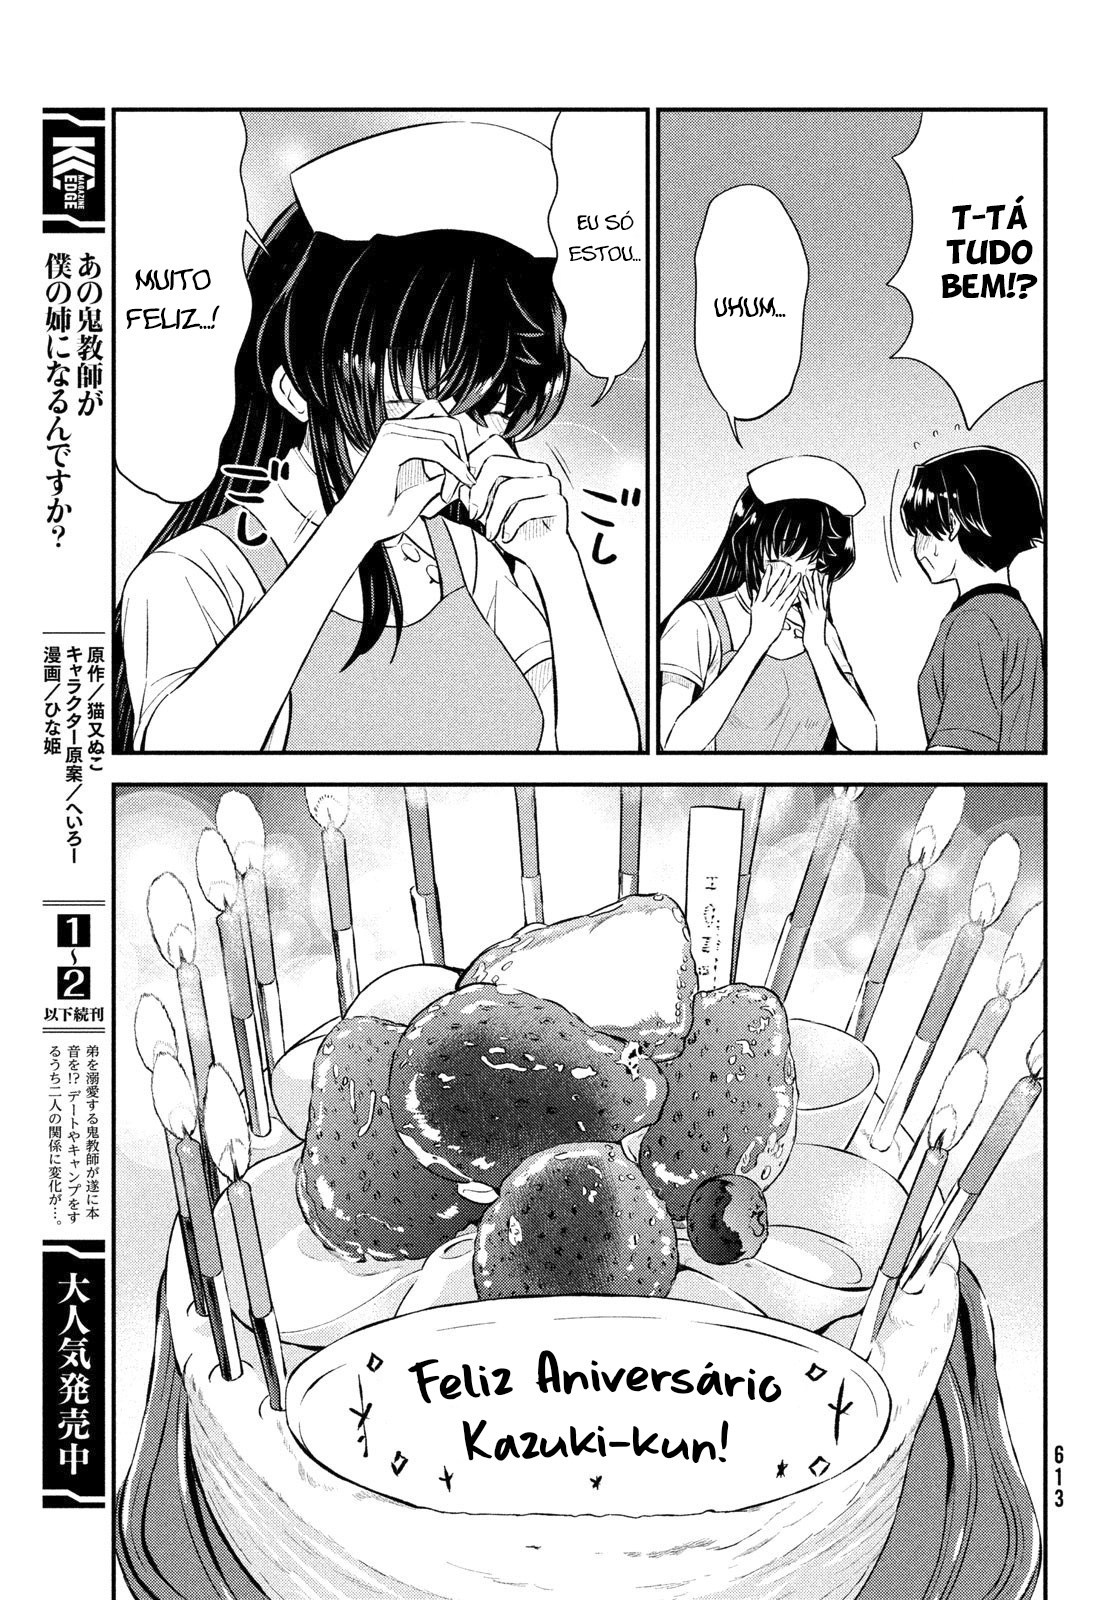 T-TÁ
TUDO
BEM!?
UHUM...
EU SÓ
ESTOU...
MUITO
FELIZ...!
ごし
ごし
Feliz Aniversário
Kazuki-kun!
KC
MAGAZINE
EDGE
あの鬼教師が
僕の姉になるんですか?
原作/猫又ぬこ
キャラクター原案/へいろー
漫画/ひな姫
1~2
以下続刊
弟を溺愛する鬼教師が遂に本
音を!? デートやキャンプをす
るうち二人の関係に変化が…。
大人気発売中
613